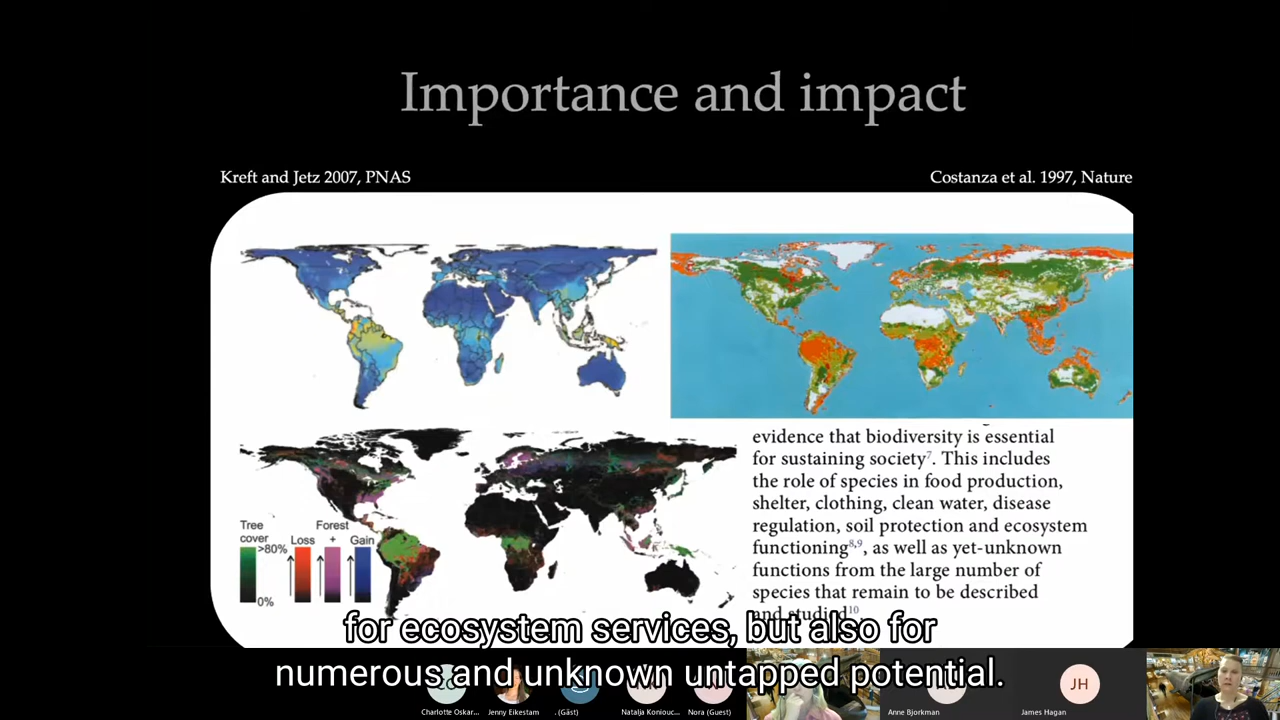 Importance and impact
Kreft and Jetz 2007, PNAS
Costanza et al. 1997, Nature
evidence that biodiversity is essential
for sustaining society7. This includes
the role of species in food production,
shelter, clothing, clean water, disease
regulation, soil protection and ecosystem
functioning8,9, as well as yet-unknown
functions from the large number of
species that remain to be described
and studied10
Tree
cover
>80%
0%
Loss
Forest
+
Gain
for ecosystem services, but also for
numerous and unknown untapped potential.
Charlotte Oskar...
Jenny Eikestam
. (Gäst)
Natalja Koniouc...
Nora (Guest)
Anne Bjorkman
James Hagan
JH